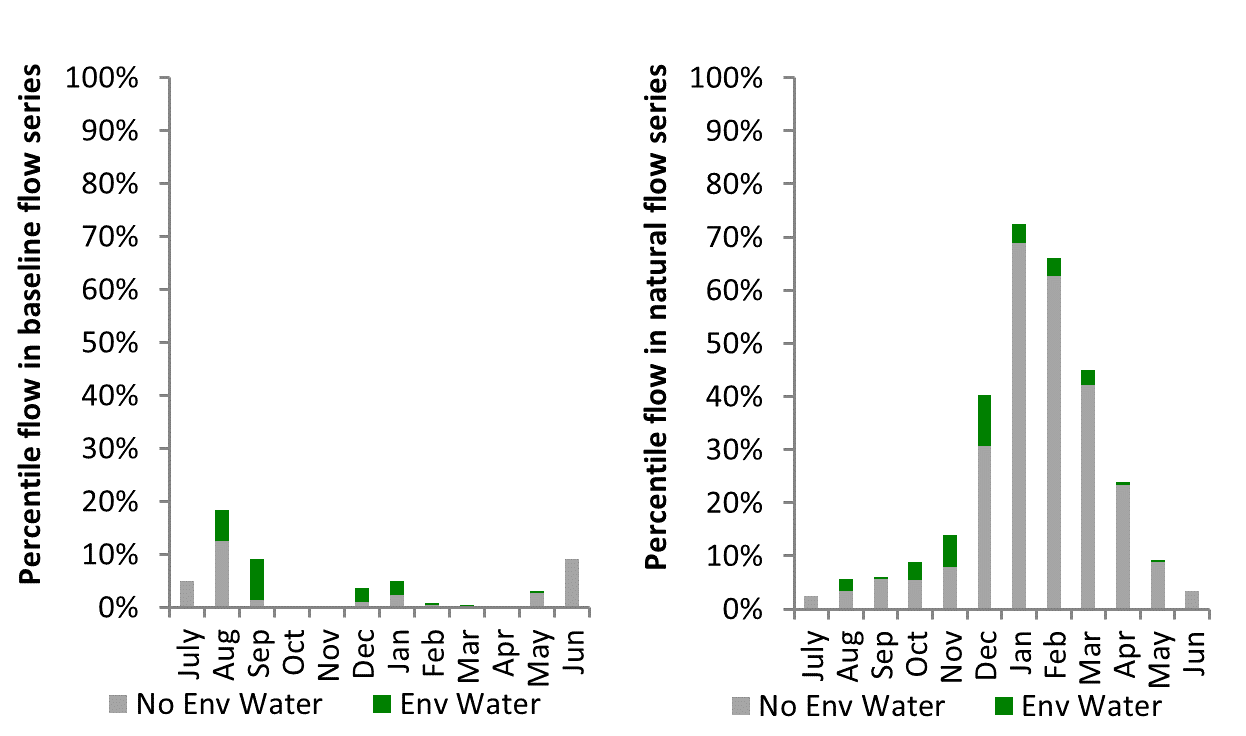 Percentile flow in baseline flow series
100%
90%
80%
70%
60%
50%
40%
30%
20%
10%
0%
July
Aug
Sep
Oct
Nov
Dec
Jan
Feb
Mar
Apr
May
Jun
No Env Water
Env Water
Percentile flow in natural flow series
100%
90%
80%
70%
60%
50%
40%
30%
20%
10%
0%
July
Aug
Sep
Oct
Nov
Dec
Jan
Feb
Mar
Apr
May
Jun
No Env Water
Env Water